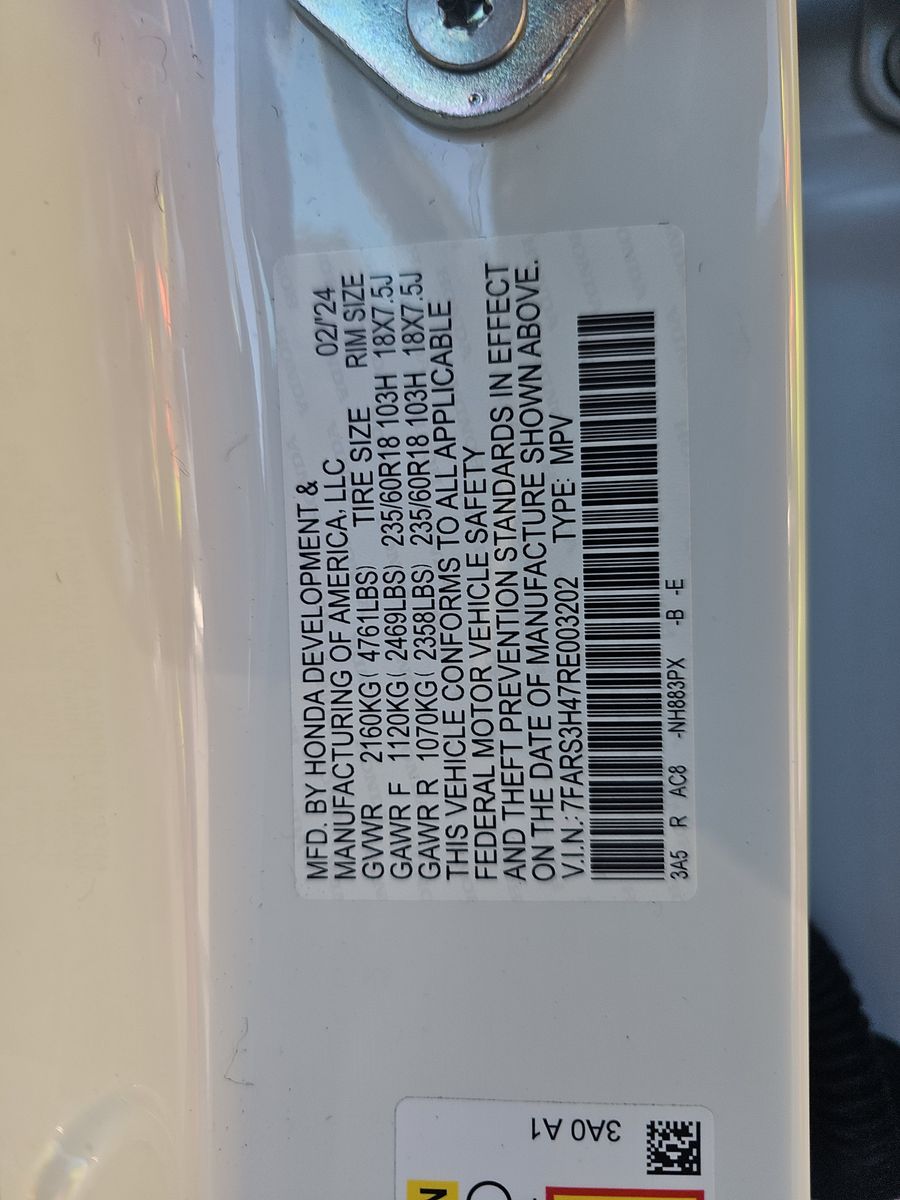 MFD. BY HONDA DEVELOPMENT &
MANUFACTURING OF AMERICA, LLC 02/'24
GVWR 2160KG ( 4761LBS) TIRE SIZE RIM SIZE
GAWR F 1120KG ( 2469LBS) 235/60R18 103H 18X7.5J
GAWR R 1070KG ( 2358LBS) 235/60R18 103H 18X7.5J
THIS VEHICLE CONFORMS TO ALL APPLICABLE
FEDERAL MOTOR VEHICLE SAFETY
AND THEFT PREVENTION STANDARDS IN EFFECT
ON THE DATE OF MANUFACTURE SHOWN ABOVE.
V.I.N.: 7FARS3H47RE003202 TYPE: MPV
3A5 R AC8 -NH883PX -B -E
3A0 A1
N